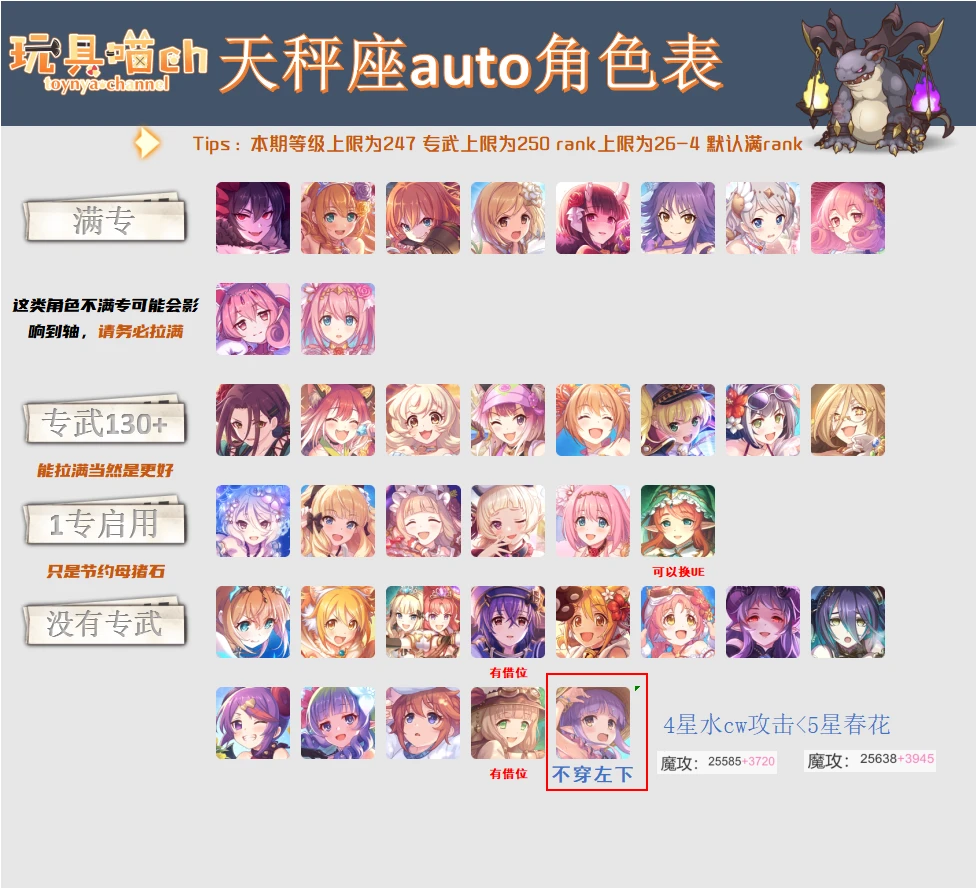 玩具喵ch
toynya channel
天秤座auto角色表
Tips：本期等级上限为247 专武上限为250 rank上限为26-4 默认满rank
满专
这类角色不满专可能会影
响到轴，请务必拉满
专武130+
能拉满当然是更好
1专启用
只是节约母猪石
可以换UE
没有专武
有借位
有借位
不穿左下
4星水cw攻击<5星春花
魔攻：25585+3720
魔攻：25638+3945